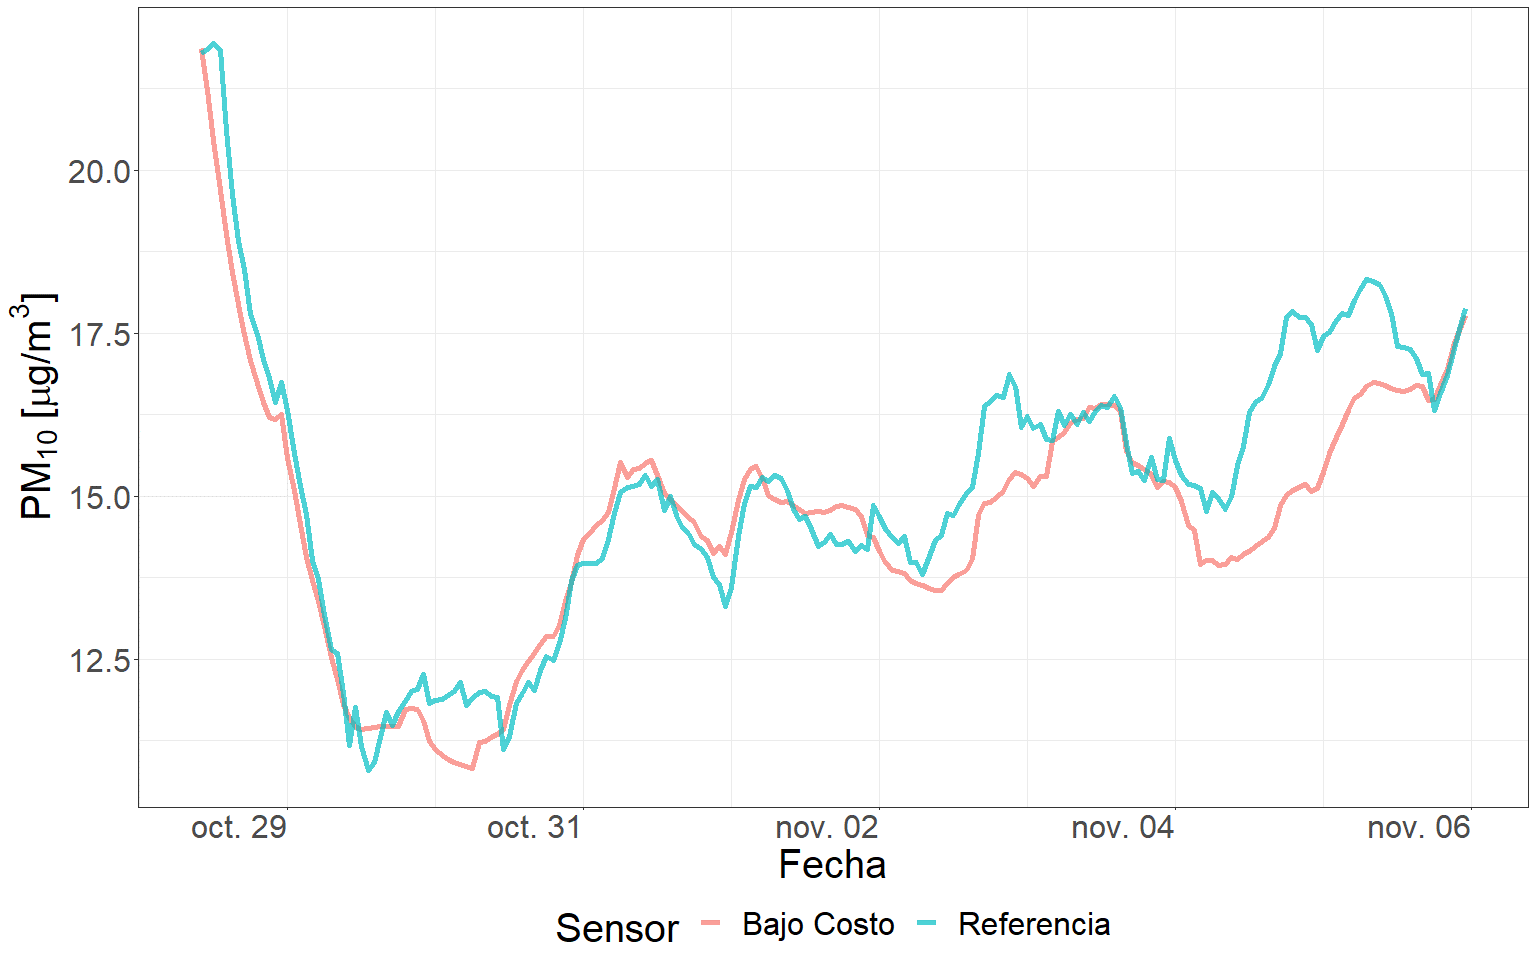 PM₁₀ [µg/m³]
20.0
17.5
15.0
12.5
oct. 29 oct. 31 nov. 02 nov. 04 nov. 06
Fecha
Sensor Bajo Costo Referencia